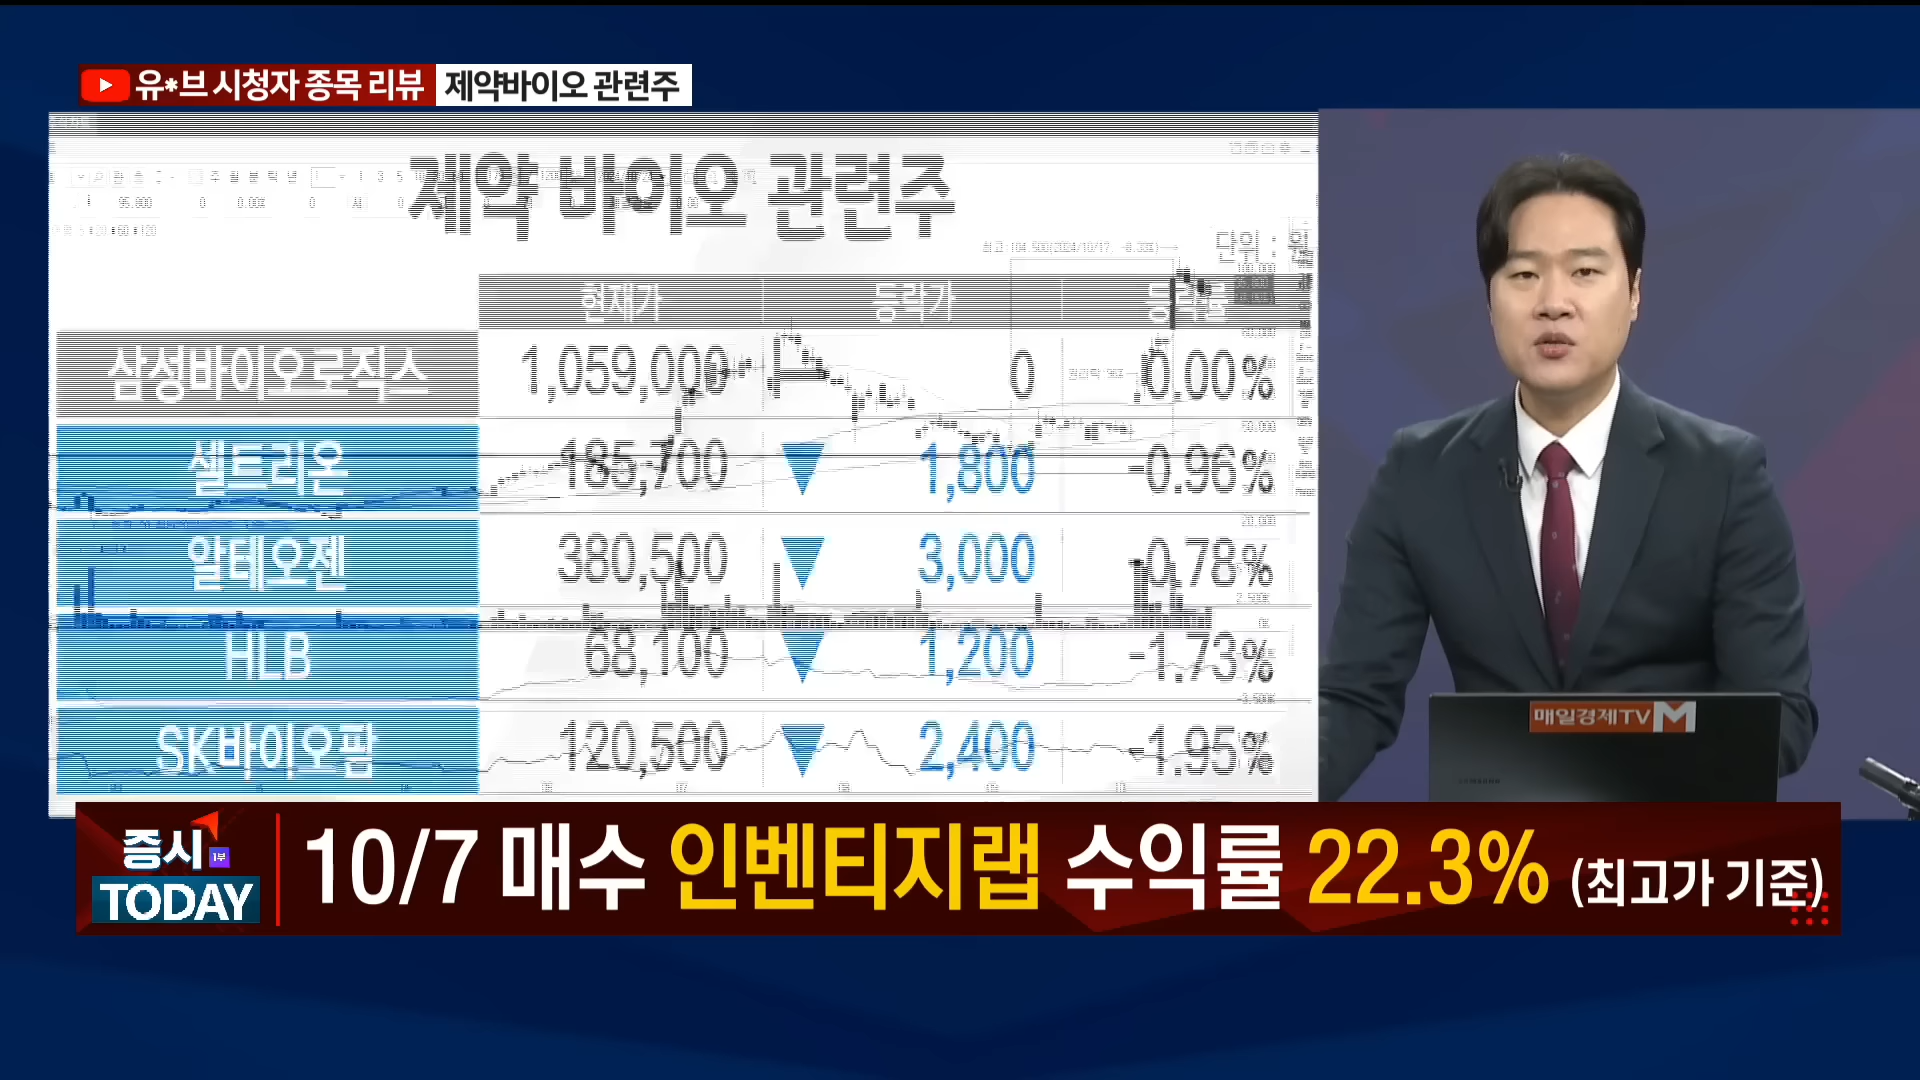 유*브 시청자 종목 리뷰 제약바이오 관련주
제약 바이오 관련주
단위 : 원
현재가 등락가 등락률
삼성바이오로직스 1,059,000 0 0.00%
셀트리온 185,700 ▼ 1,800 -0.96%
알테오젠 380,500 ▼ 3,000 -0.78%
HLB 68,100 ▼ 1,200 -1.73%
SK바이오팜 120,500 ▼ 2,400 -1.95%
매일경제TV M
SAMSUNG
증시 1부
TODAY
10/7 매수 인벤티지랩 수익률 22.3% (최고가 기준)